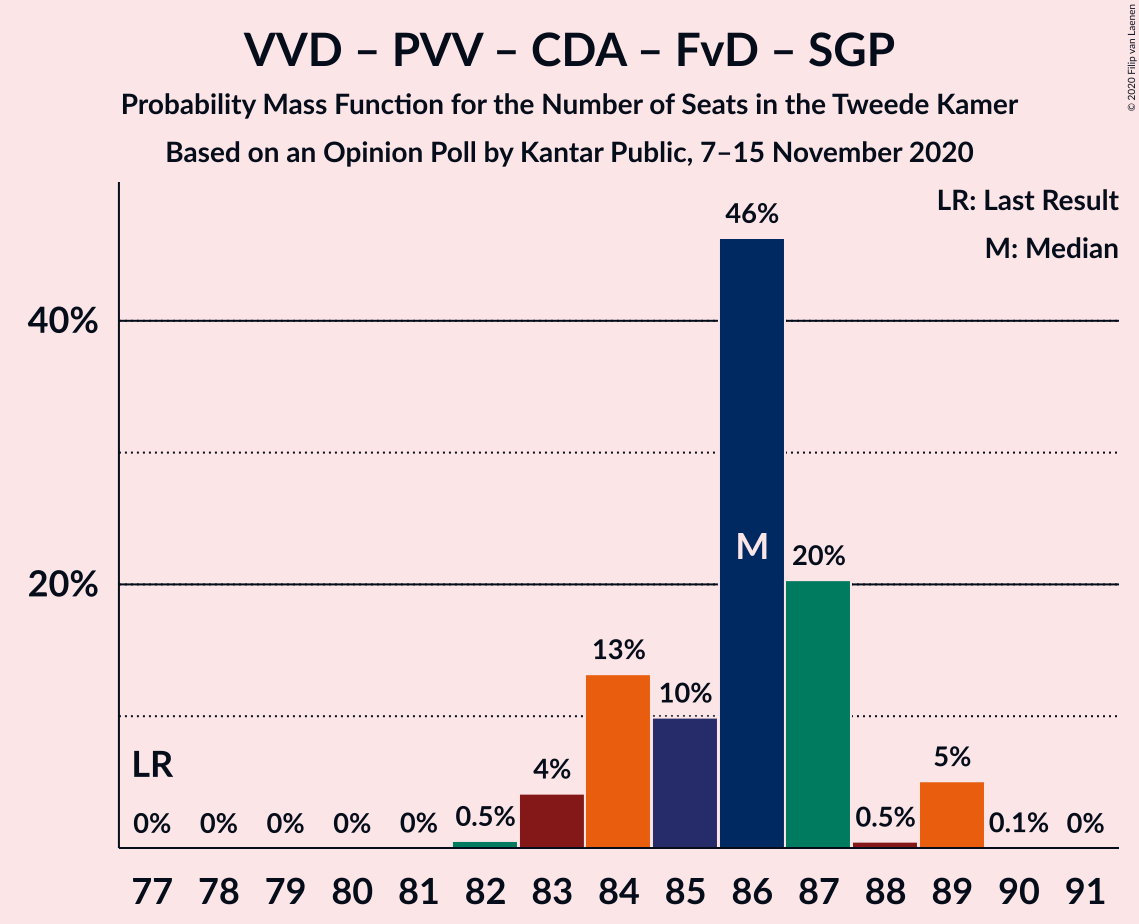 VVD – PVV – CDA – FvD – SGP
Probability Mass Function for the Number of Seats in the Tweede Kamer
Based on an Opinion Poll by Kantar Public, 7–15 November 2020
© 2020 Filip van Laenen
LR: Last Result
M: Median
46%
40%
M
20%
20%
13%
10%
LR
4%
5%
0% 0% 0% 0% 0% 0.5% 0.5% 0.1% 0%
77 78 79 80 81 82 83 84 85 86 87 88 89 90 91